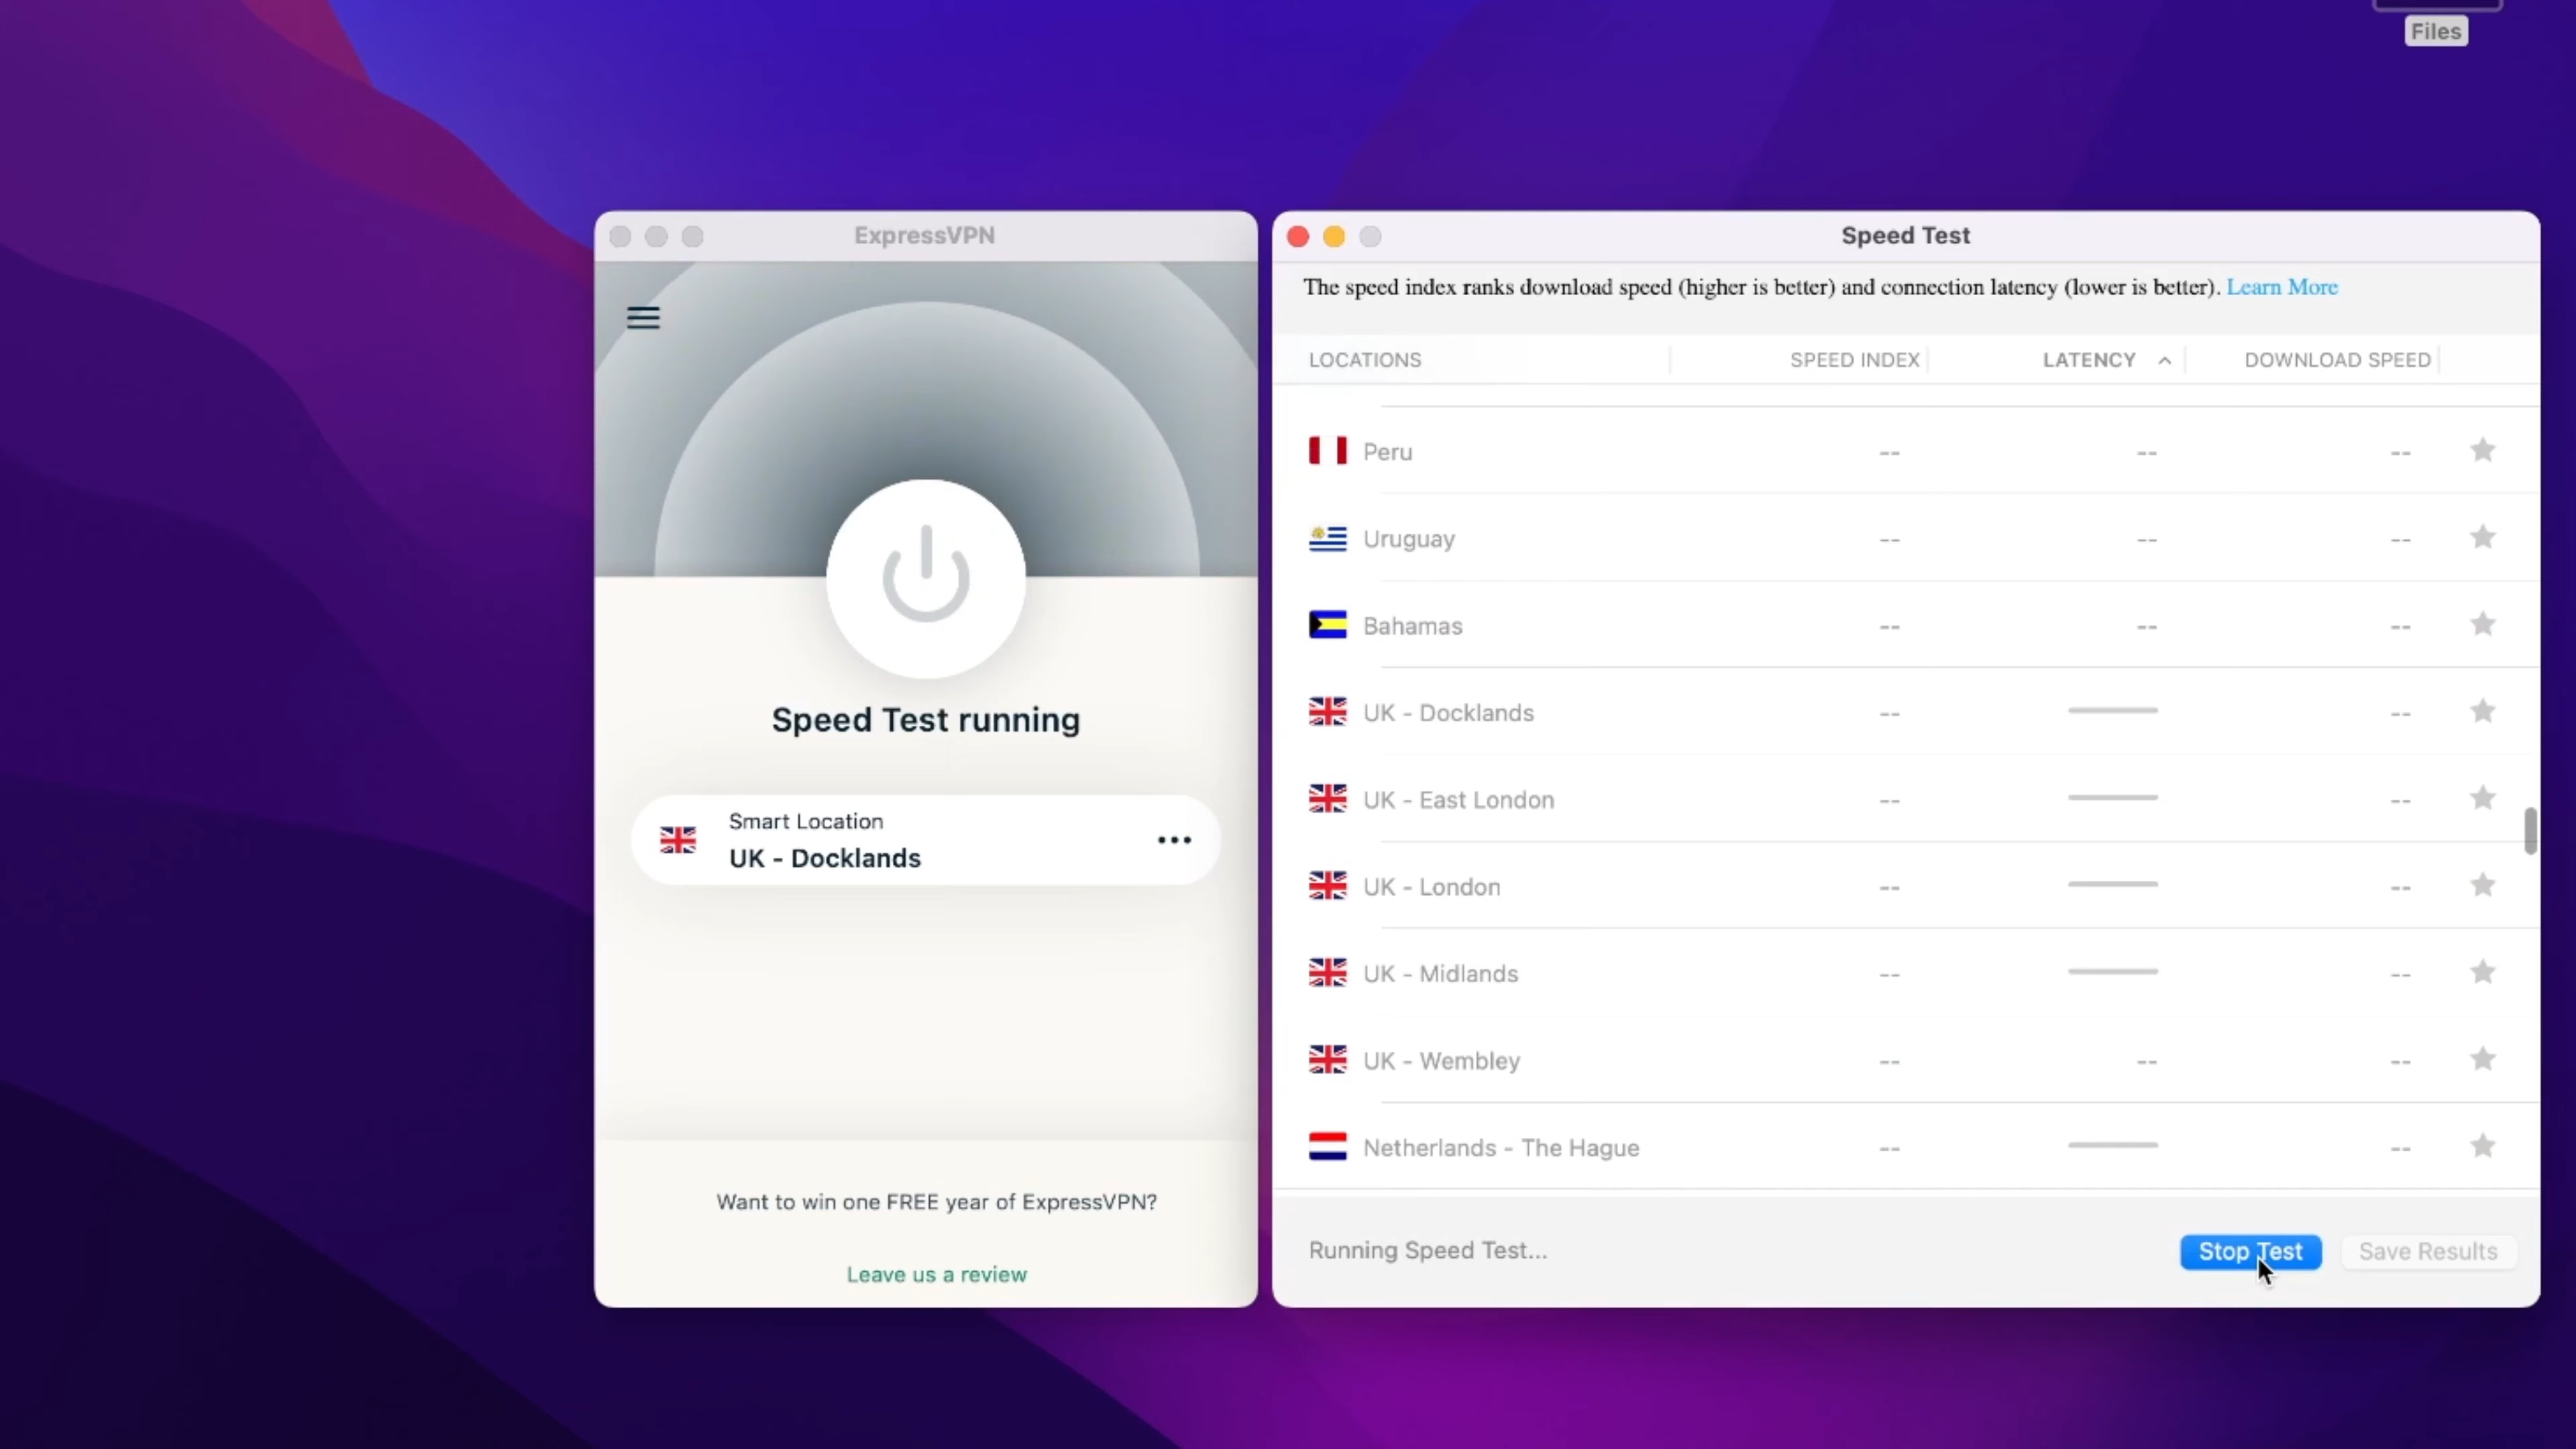 Files
ExpressVPN
Speed Test running
Smart Location
UK - Docklands
Want to win one FREE year of ExpressVPN?
Leave us a review
Speed Test
The speed index ranks download speed (higher is better) and connection latency (lower is better). Learn More
LOCATIONS SPEED INDEX LATENCY DOWNLOAD SPEED
Peru -- -- --
Uruguay -- -- --
Bahamas -- -- --
UK - Docklands -- --
UK - East London -- --
UK - London -- --
UK - Midlands -- --
UK - Wembley -- -- --
Netherlands - The Hague -- --
Running Speed Test... Stop Test Save Results